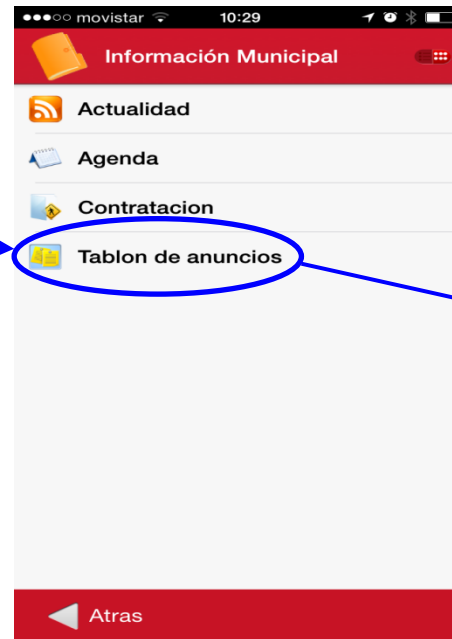 movistar 10:29
Información Municipal
Actualidad
Agenda
Contratacion
Tablon de anuncios
Atras